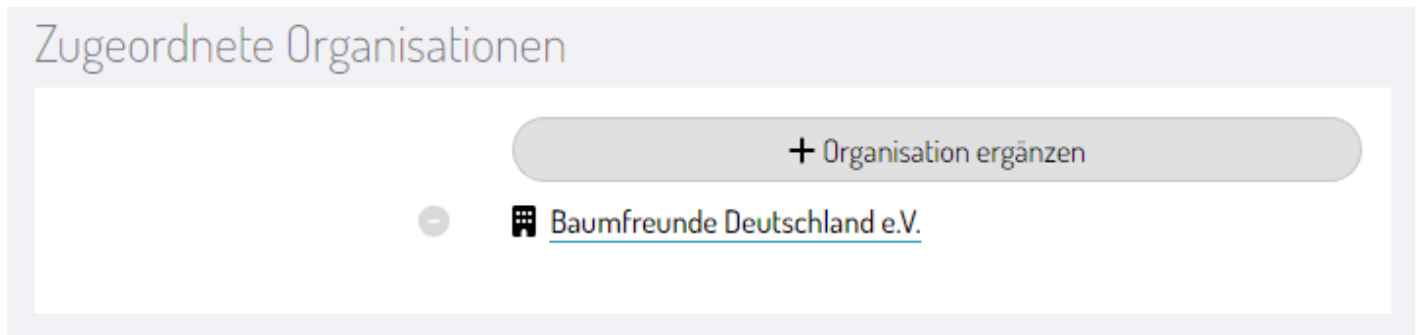 Zugeordnete Organisationen
+ Organisation ergänzen
Baumfreunde Deutschland e.V.